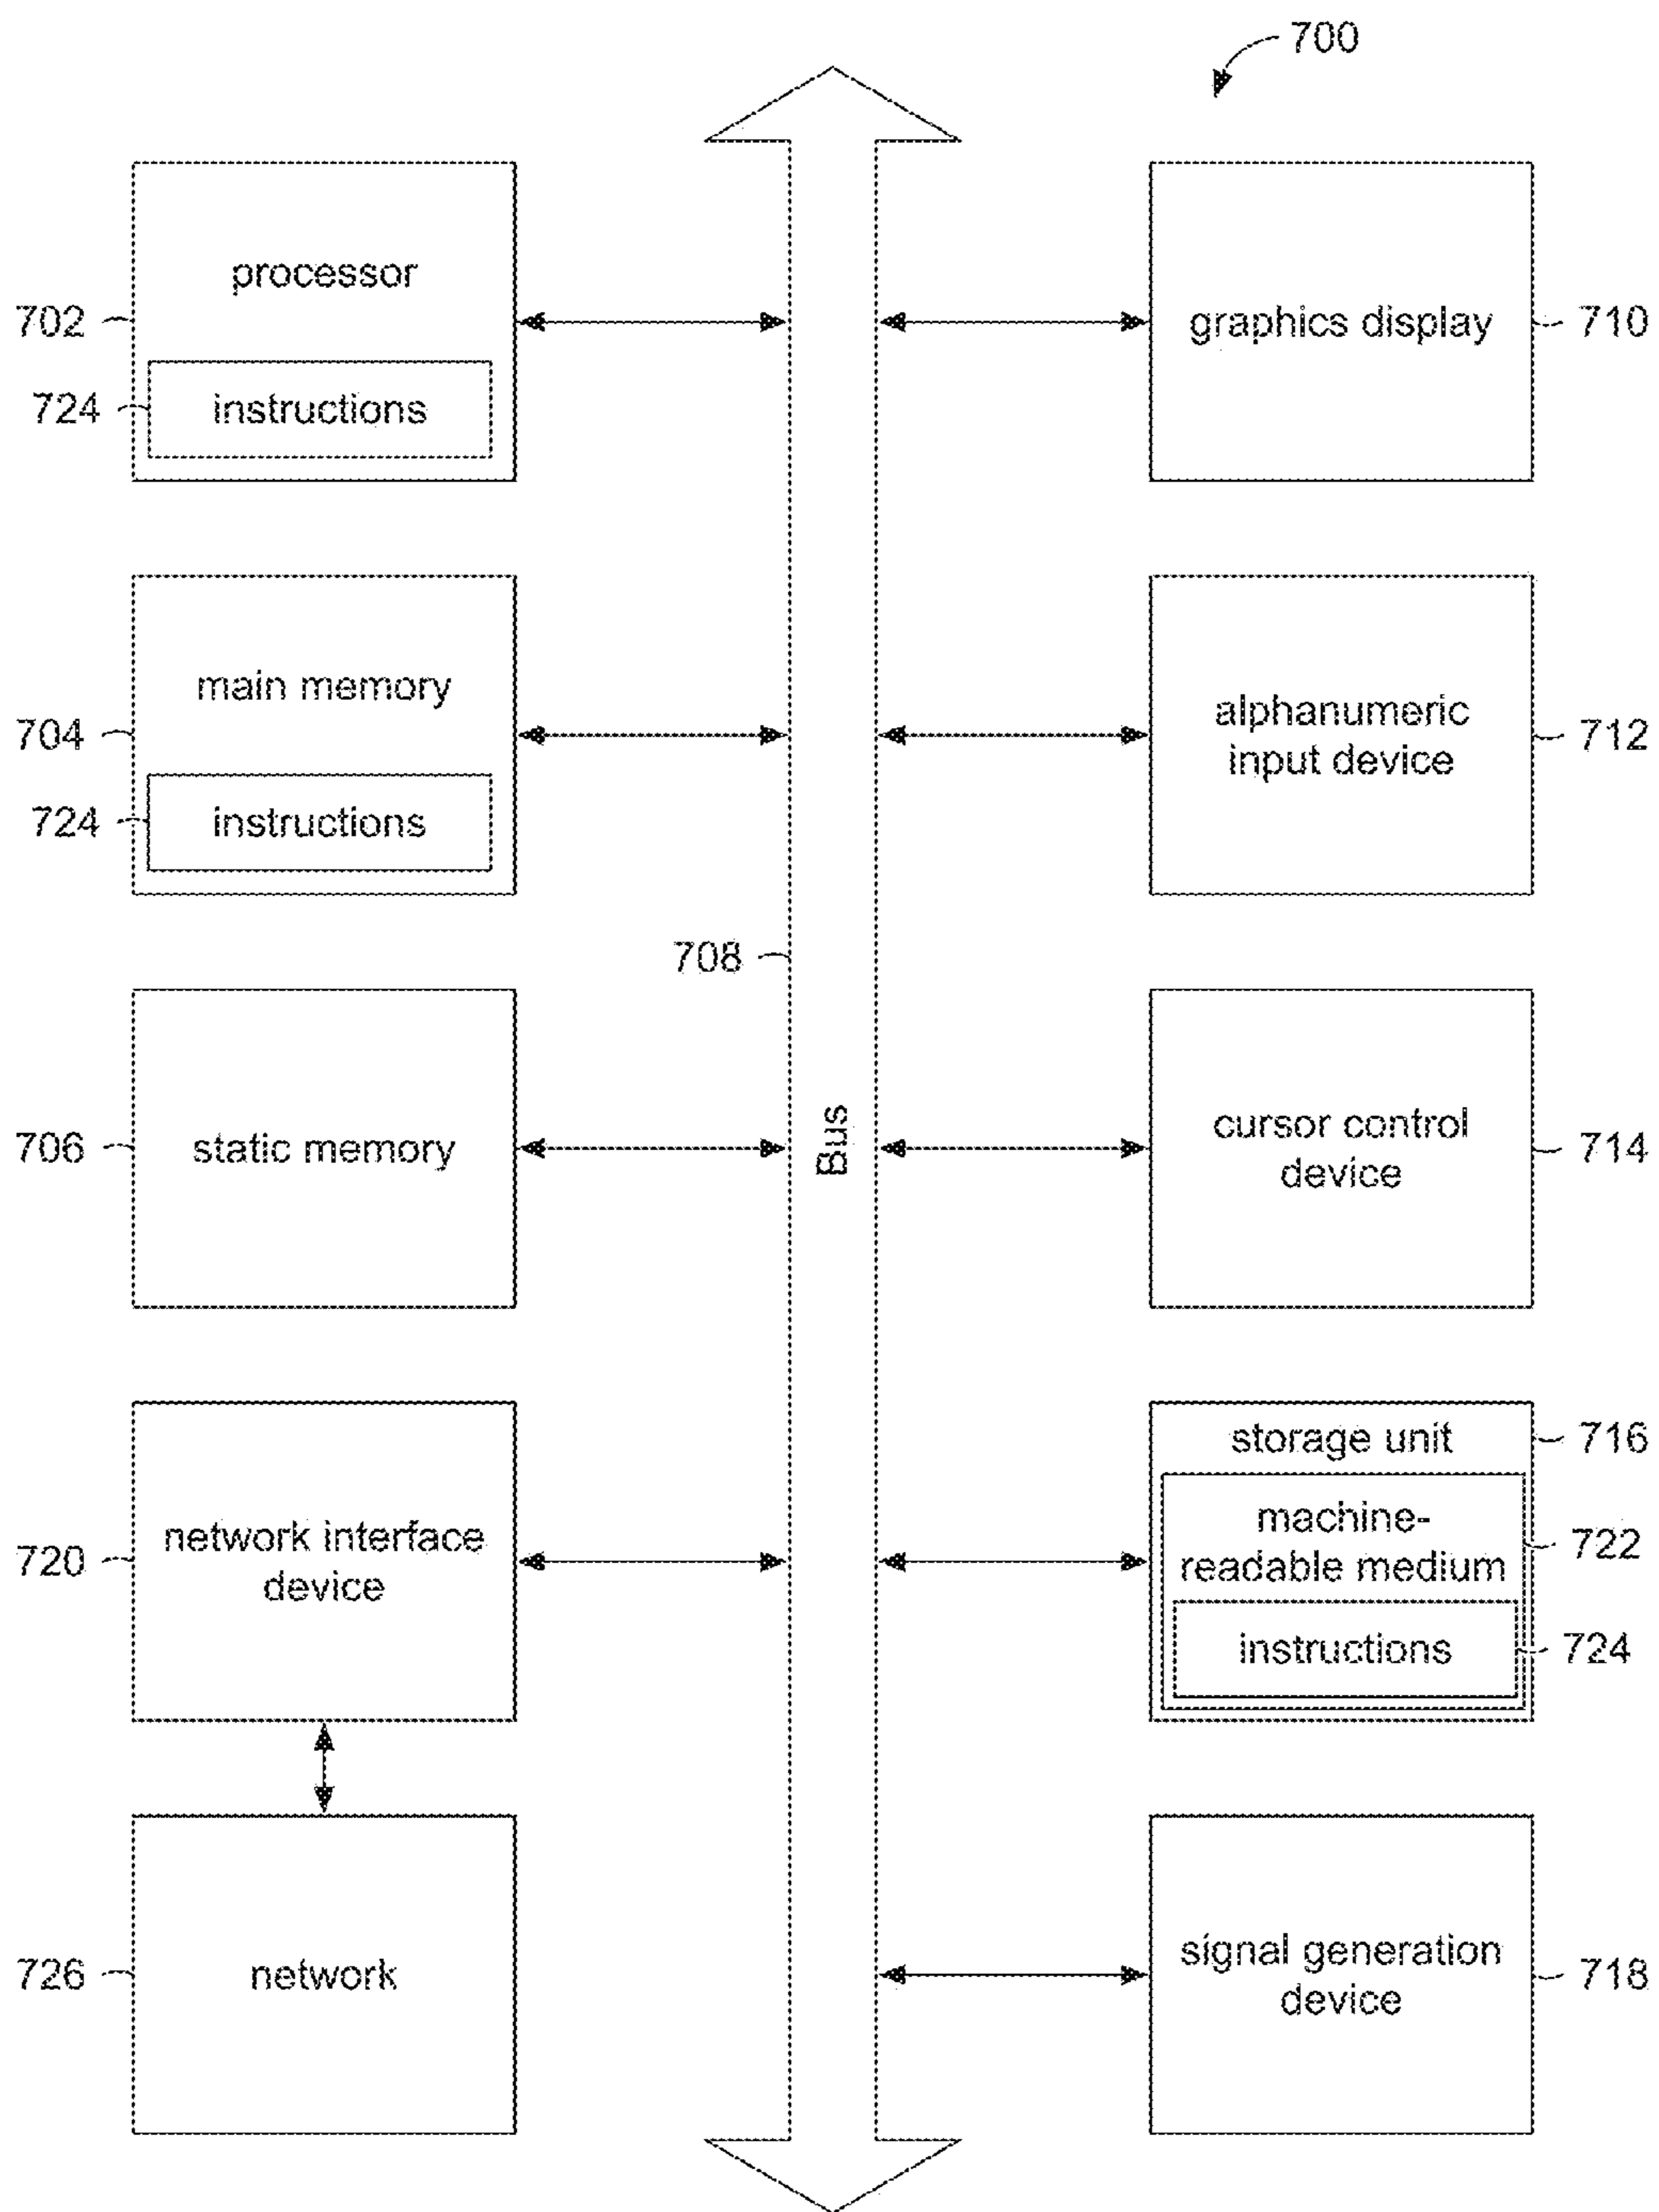 700
processor
702
724
instructions
graphics display
710
main memory
704
724
instructions
alphanumeric
input device
712
708
Bus
static memory
706
cursor control
device
714
network interface
device
720
storage unit
716
machine-
readable medium
722
instructions
724
network
726
signal generation
device
718